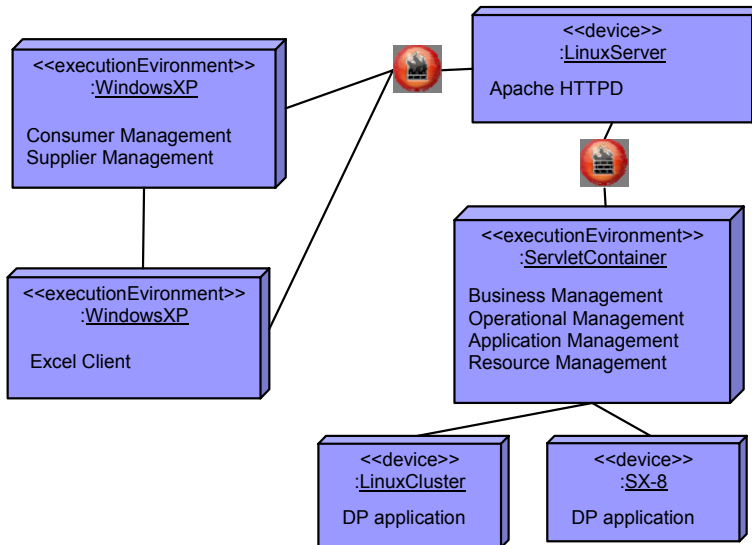 <<executionEvironment>>
:WindowsXP
Consumer Management
Supplier Management
<<device>>
:LinuxServer
Apache HTTPD
<<executionEvironment>>
:WindowsXP
Excel Client
<<executionEvironment>>
:ServletContainer
Business Management
Operational Management
Application Management
Resource Management
<<device>>
:LinuxCluster
DP application
<<device>>
:SX-8
DP application